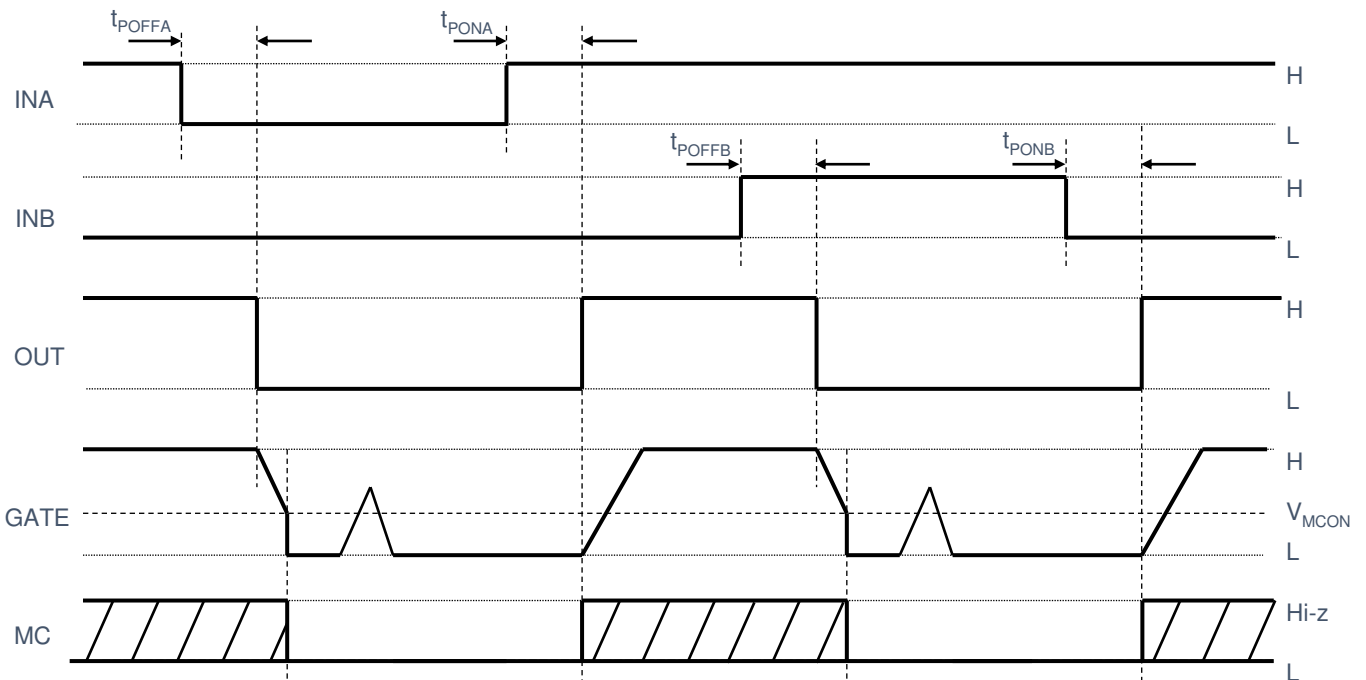 tPOFFA
tPONA
INA
H
L
tPOFFB
tPONB
INB
H
L
OUT
H
L
GATE
H
VMCON
L
MC
Hi-z
L